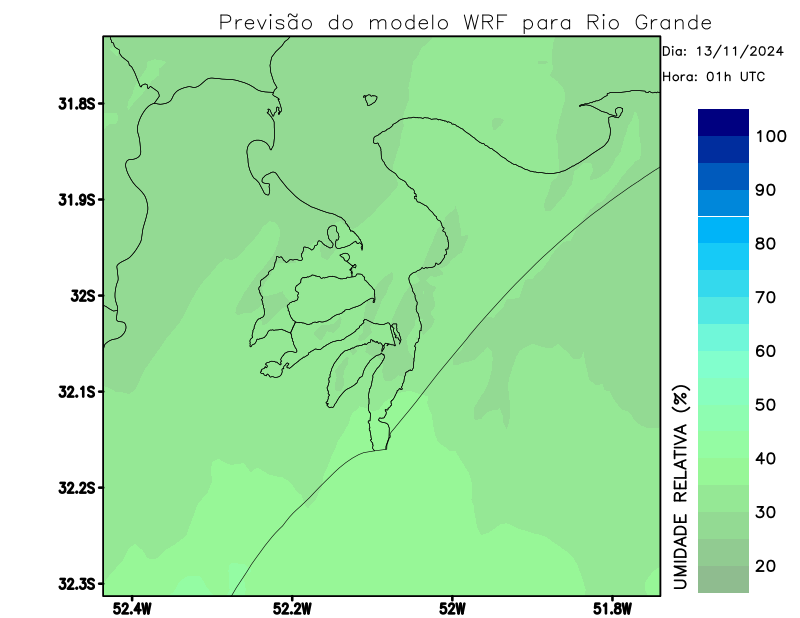 Previsão do modelo WRF para Rio Grande
Dia: 13/11/2024
Hora: 01h UTC
31.8S
31.9S
32S
32.1S
32.2S
32.3S
52.4W
52.2W
52W
51.8W
100
90
80
70
60
50
40
30
20
UMIDADE RELATIVA (%)